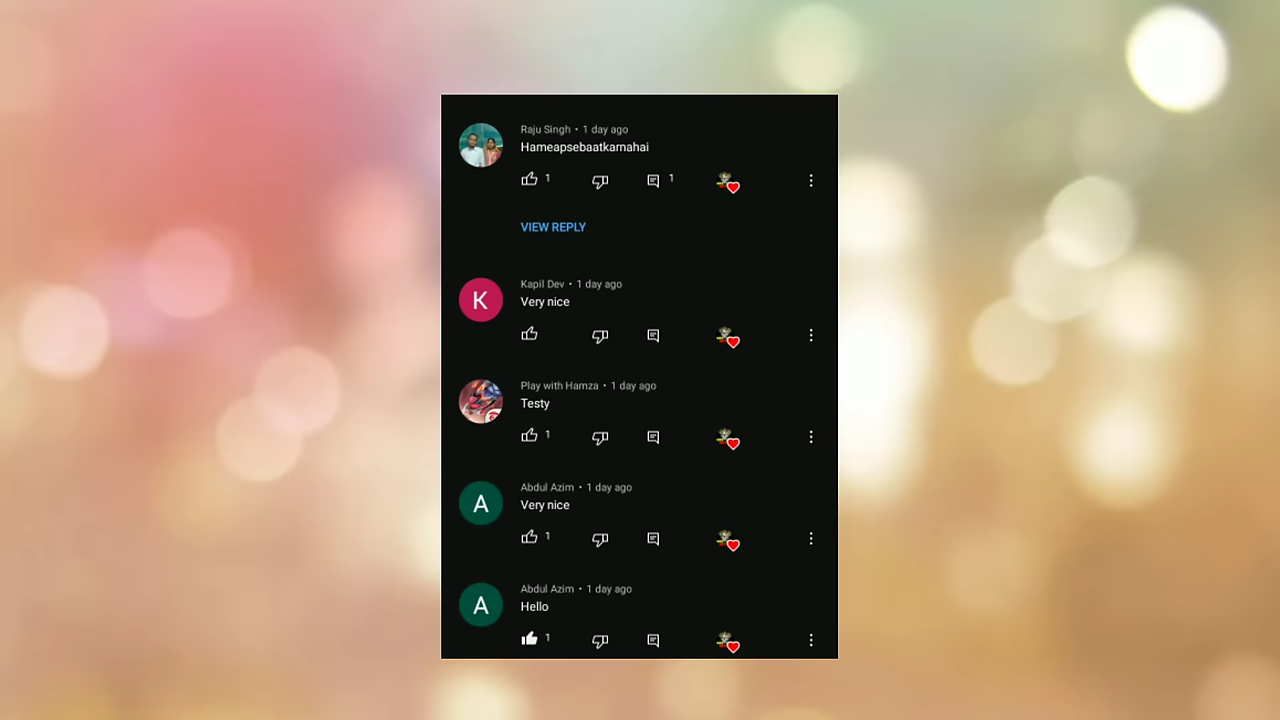 Raju Singh • 1 day ago
Hameapsebaatkarnahai
1
1
VIEW REPLY
K
Kapil Dev • 1 day ago
Very nice
Play with Hamza • 1 day ago
Testy
1
A
Abdul Azim • 1 day ago
Very nice
1
A
Abdul Azim • 1 day ago
Hello
1